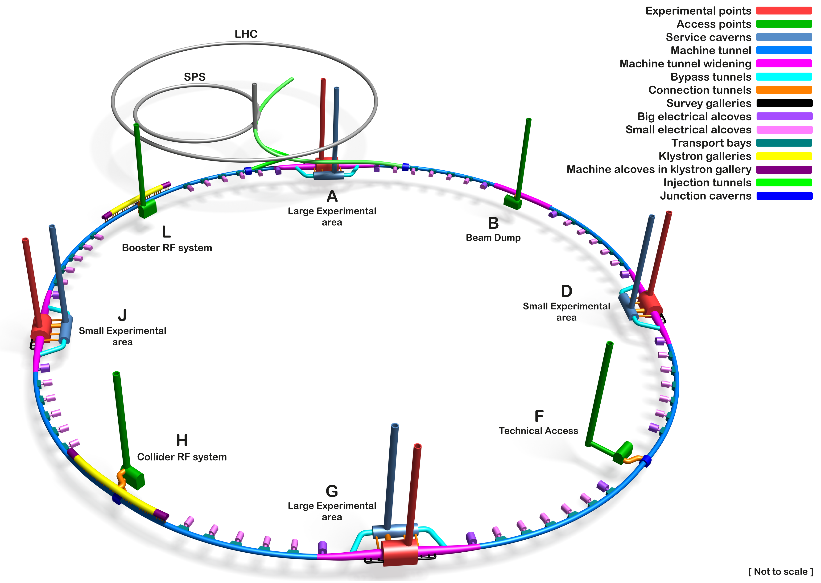 LHC
SPS
Experimental points
Access points
Service caverns
Machine tunnel
Machine tunnel widening
Bypass tunnels
Connection tunnels
Survey galleries
Big electrical alcoves
Small electrical alcoves
Transport bays
Klystron galleries
Machine alcoves in klystron gallery
Injection tunnels
Junction caverns
A
Large Experimental
area
L
Booster RF system
B
Beam Dump
D
Small Experimental
area
J
Small Experimental
area
F
Technical Access
H
Collider RF system
G
Large Experimental
area
[ Not to scale ]